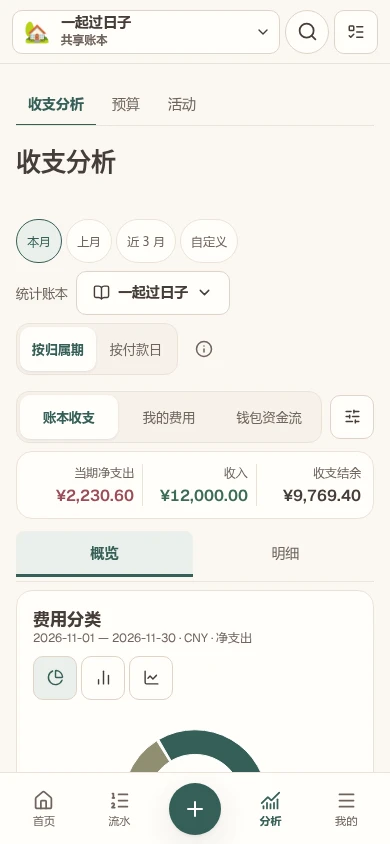 一起过日子
共享账本
收支分析
预算
活动
收支分析
本月
上月
近 3 月
自定义
统计账本
一起过日子
按归属期
按付款日
账本收支
我的费用
钱包资金流
当期净支出
收入
收支结余
¥2,230.60
¥12,000.00
¥9,769.40
概览
明细
费用分类
2026-11-01 — 2026-11-30 · CNY · 净支出
首页
流水
分析
我的